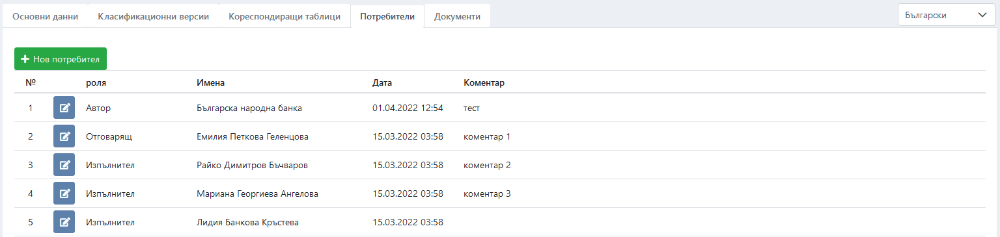 Основни данни Класификационни версии Кореспондиращи таблици Потребители Документи Български
Нов потребител
№ роля Имена Дата Коментар
1 Автор Българска народна банка 01.04.2022 12:54 тест
2 Отговарящ Емилия Петкова Геленцова 15.03.2022 03:58 коментар 1
3 Изпълнител Райко Димитров Бъчваров 15.03.2022 03:58 коментар 2
4 Изпълнител Мариана Георгиева Ангелова 15.03.2022 03:58 коментар 3
5 Изпълнител Лидия Банкова Кръстева 15.03.2022 03:58